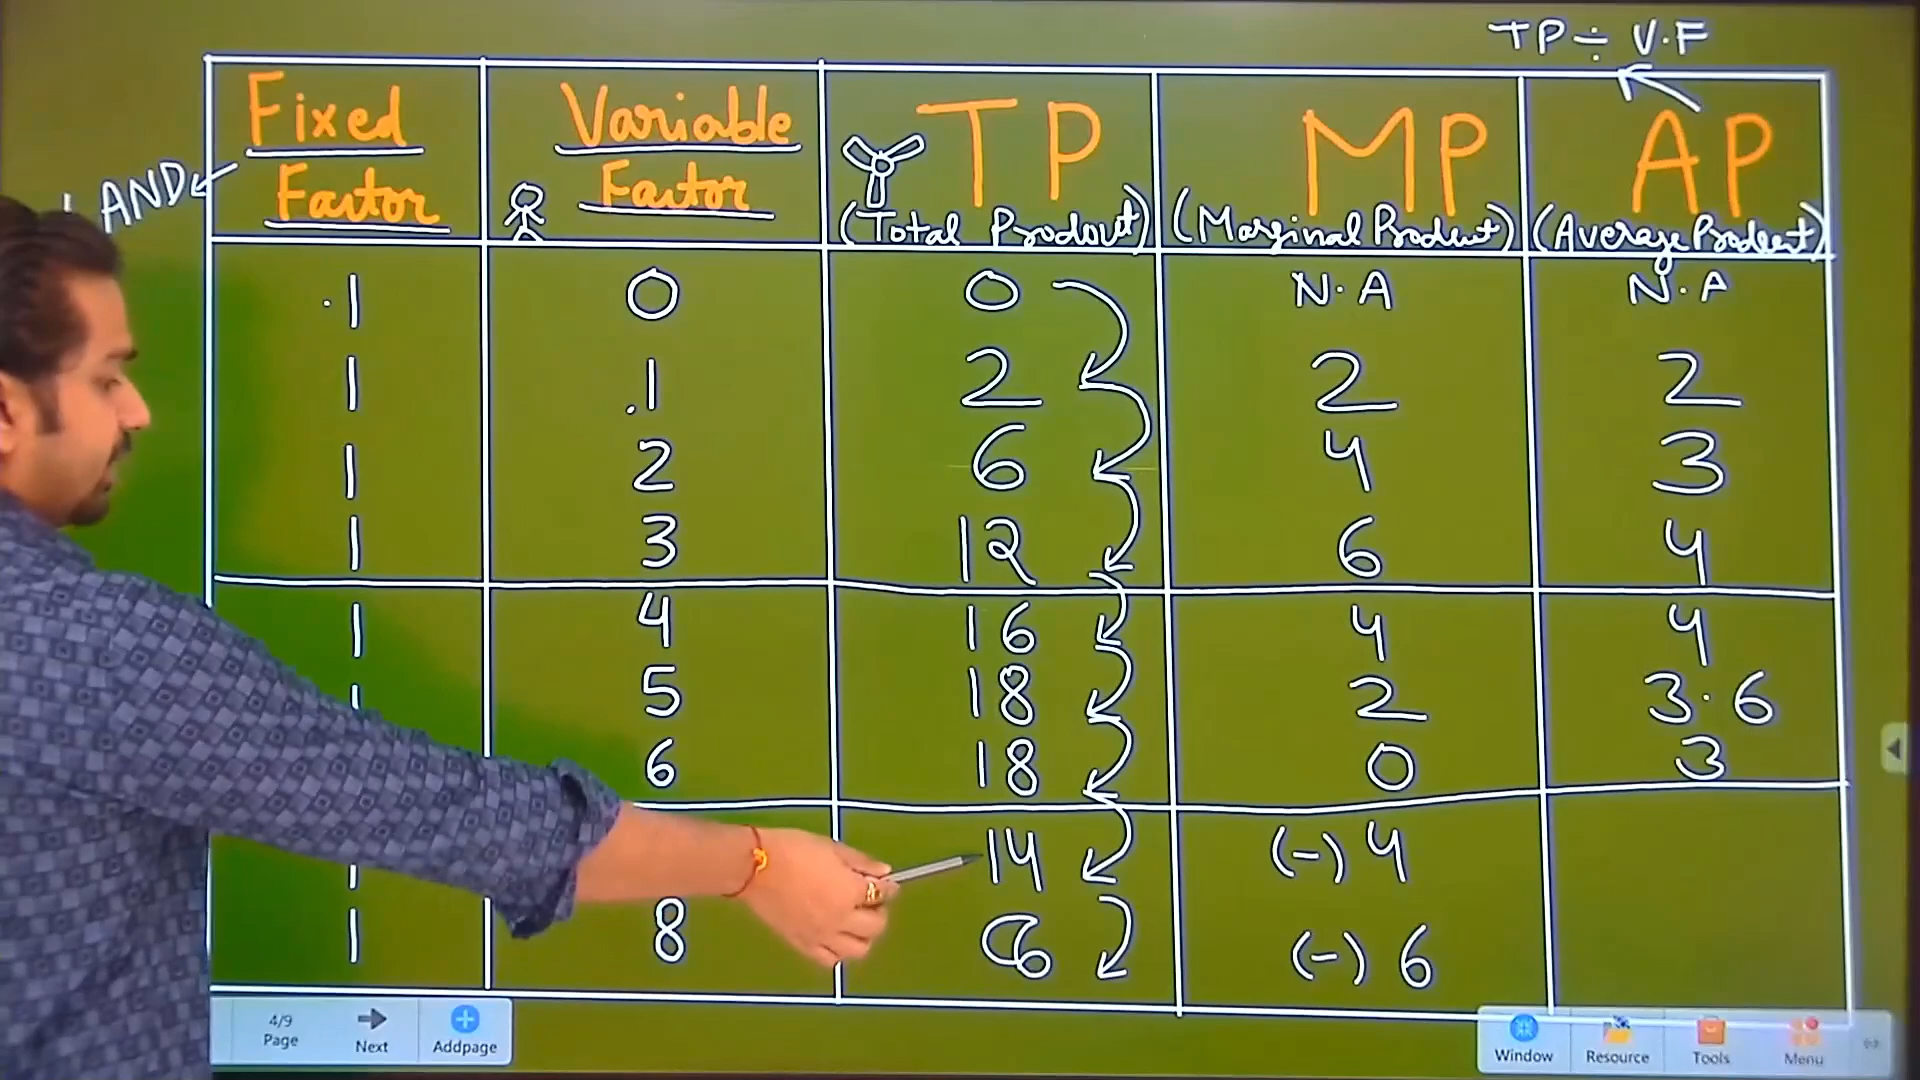 TP ÷ V.F
Fixed Factor | Variable Factor | TP (Total Product) | MP (Marginal Product) | AP (Average Product)
LAND
1 | 0 | 0 | N.A | N.A
1 | 1 | 2 | 2 | 2
1 | 2 | 6 | 4 | 3
1 | 3 | 12 | 6 | 4
1 | 4 | 16 | 4 | 4
1 | 5 | 18 | 2 | 3.6
6 | 18 | 0 | 3
1 | 14 | (-) 4
1 | 8 | (-) 6
4/9
Page
Next
Addpage
Window
Resource
Tools
Menu